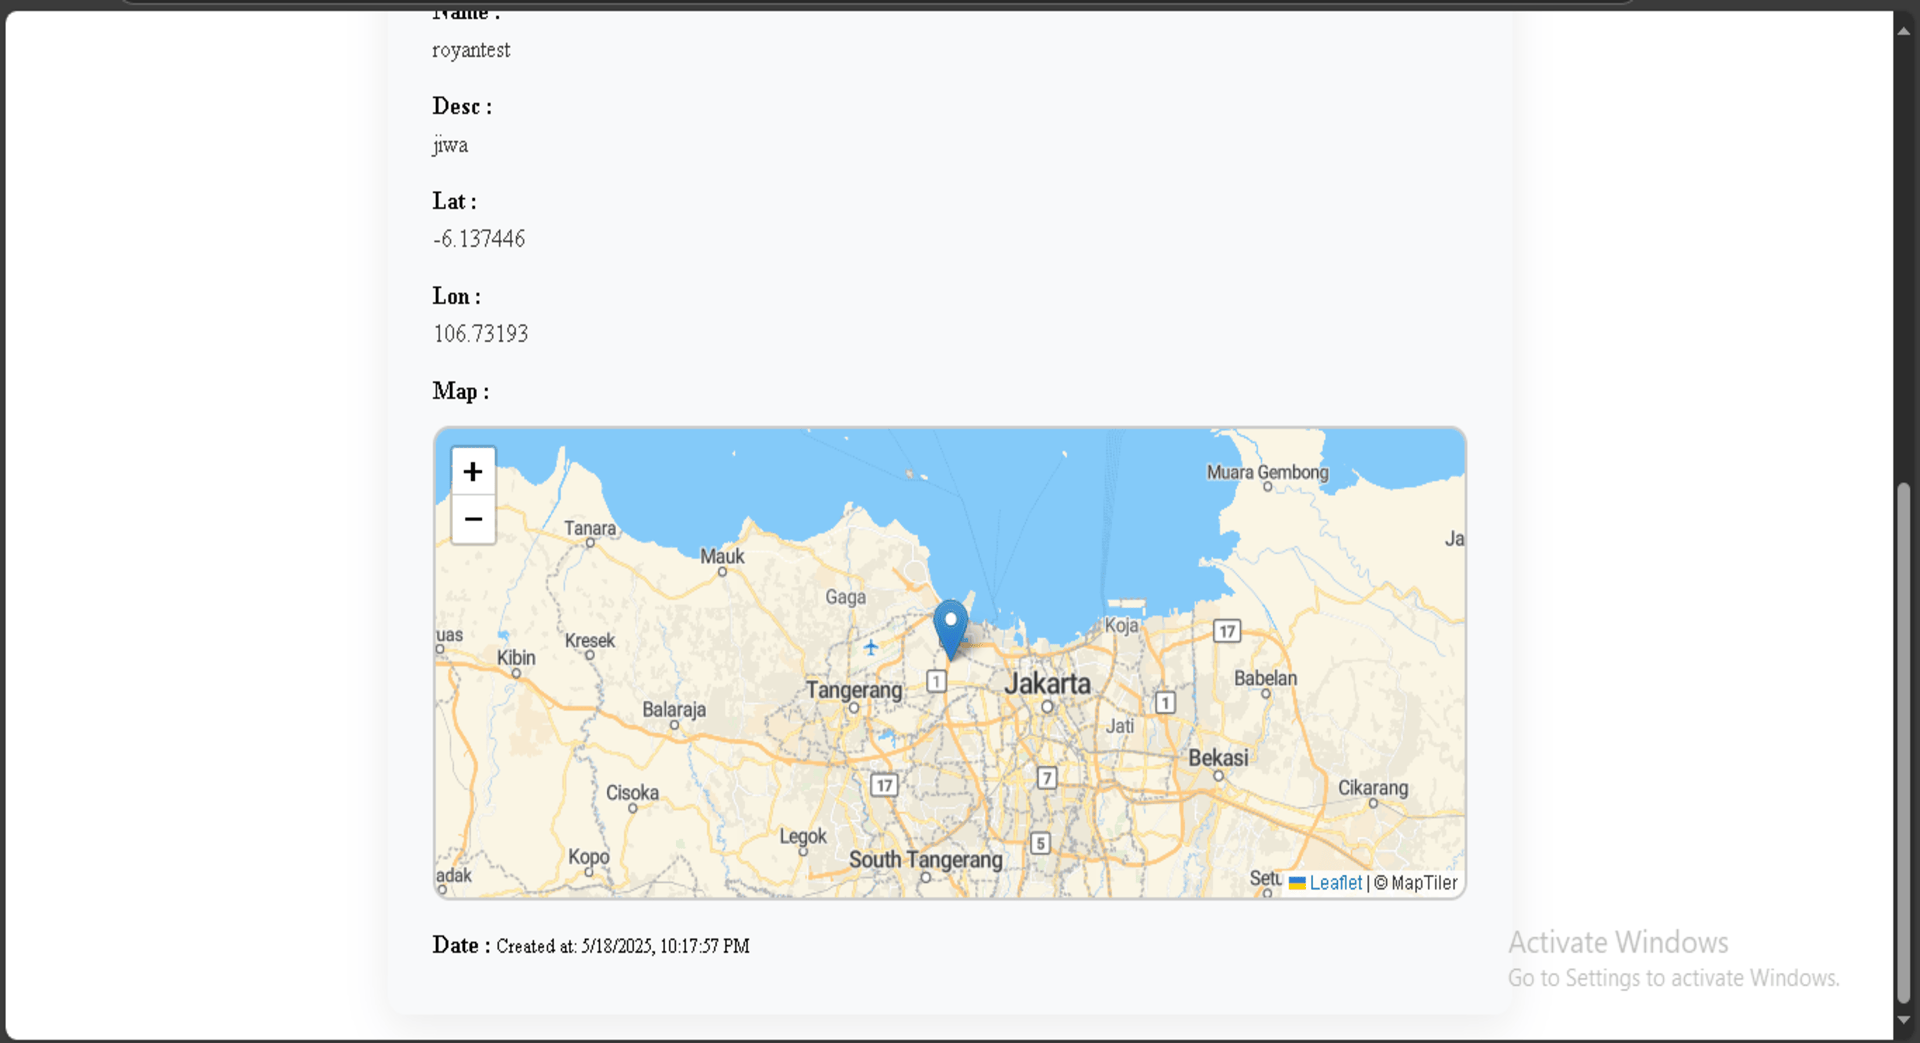 Name :
royantest
Desc :
jiwa
Lat :
-6.137446
Lon :
106.73193
Map :
+
−
Muara Gembong
Tanara
Ja
Mauk
Gaga
Koja
17
uas
Kresek
Kibin
Babelan
1
Jakarta
Tangerang
1
Balaraja
Jati
Bekasi
7
17
Cikarang
Cisoka
Legok
5
Kopo
South Tangerang
adak
Setu
Leaflet | © MapTiler
Date : Created at: 5/18/2025, 10:17:57 PM
Activate Windows
Go to Settings to activate Windows.